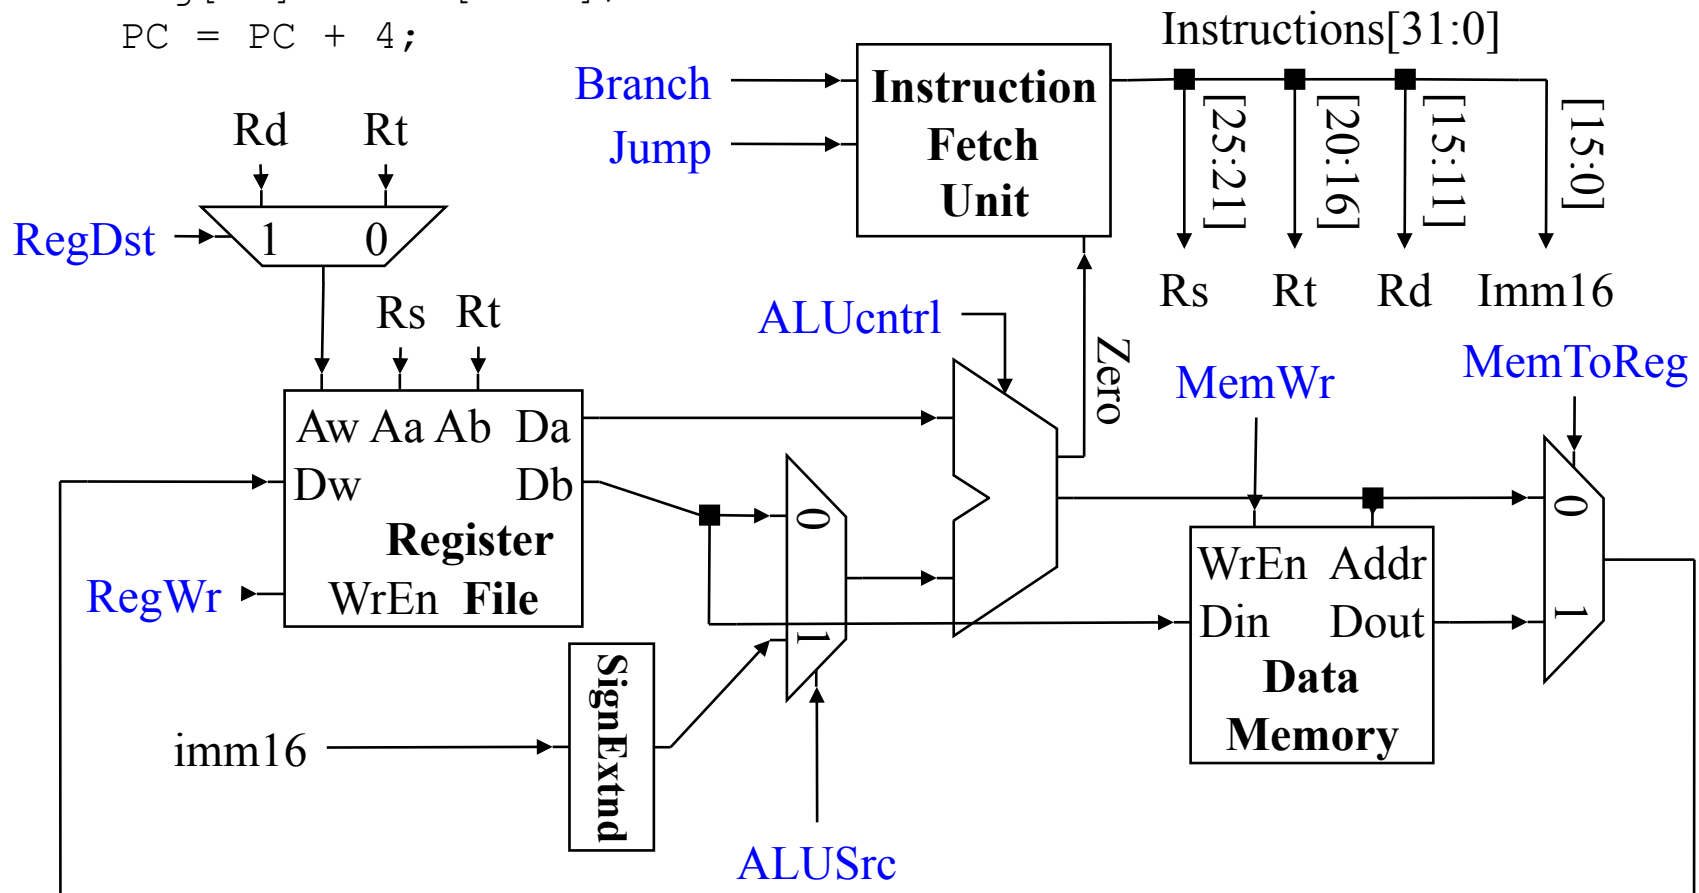 PC = PC + 4;
Instructions[31:0]
Branch
Jump
Instruction
Fetch
Unit
[25:21]
[20:16]
[15:11]
[15:0]
Rd
Rt
RegDst
1
0
Rs
Rt
Rd
Imm16
Rs
Rt
ALUcntrl
Zero
MemWr
MemToReg
Aw Aa Ab Da
Dw
Db
Register
WrEn File
RegWr
0
1
WrEn Addr
Din
Dout
Data
Memory
0
1
SignExtnd
imm16
ALUSrc